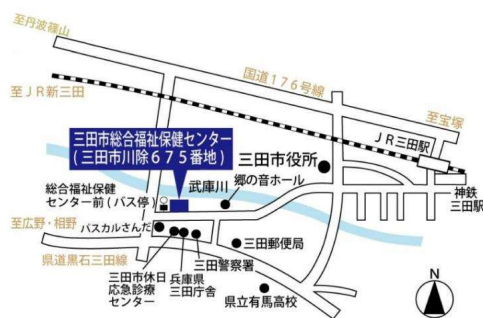 至丹波篠山
国道176号線
至JR新三田
至宝塚
JR三田駅
三田市総合福祉保健センター
(三田市川除675番地)
三田市役所
武庫川
郷の音ホール
総合福祉保健
センター前(バス停)
神鉄
三田駅
至広野・相野
パスカルさんだ
三田郵便局
三田警察署
県道黒石三田線
三田市休日
応急診療
センター
兵庫県
三田庁舎
県立有馬高校
N